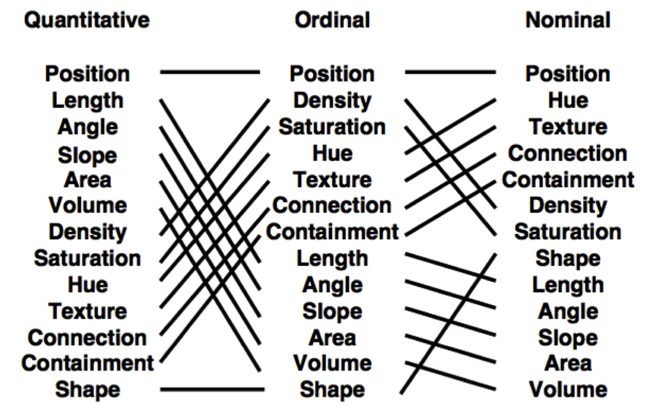 Quantitative Ordinal Nominal
Position Position Position
Length Density Hue
Angle Saturation Texture
Slope Hue Connection
Area Texture Containment
Volume Connection Density
Density Containment Saturation
Saturation Length Shape
Hue Angle Length
Texture Slope Angle
Connection Area Slope
Containment Volume Area
Shape Shape Volume